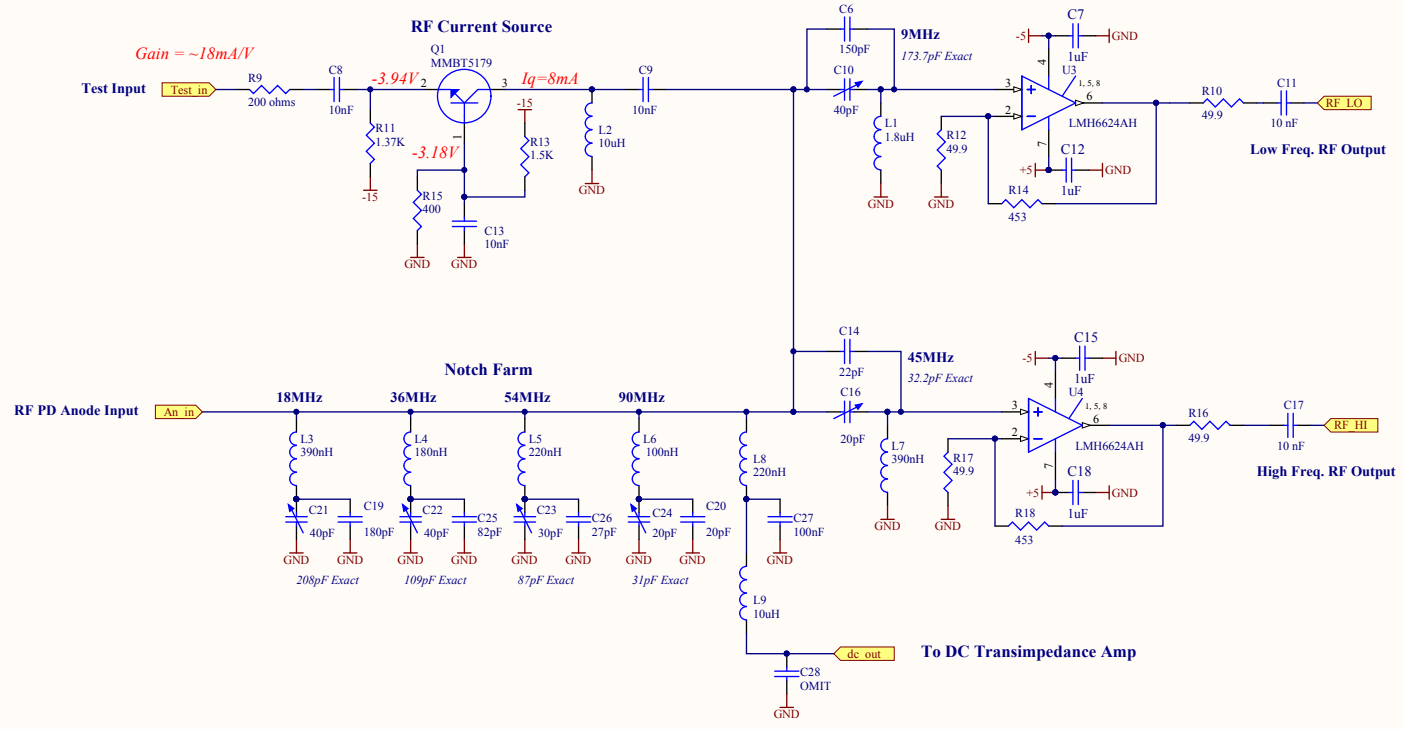 RF Current Source
Gain = ~18mA/V
Test Input
Test_in
R9
200 ohms
C8
10nF
-3.94V
R11
1.37K
-15
Q1
MMBT5179
2
3
1
Iq=8mA
-3.18V
-15
R13
1.5K
R15
400
GND
C13
10nF
GND
L2
10uH
GND
C9
10nF
C6
150pF
9MHz
173.7pF Exact
C10
40pF
L1
1.8uH
GND
-5
C7
1uF
GND
U3
1, 5, 8
4
3
2
6
7
LMH6624AH
+5
C12
1uF
GND
R12
49.9
GND
R14
453
R10
49.9
C11
10 nF
RF_LO
Low Freq. RF Output
Notch Farm
RF PD Anode Input
An_in
18MHz
36MHz
54MHz
90MHz
L3
390nH
L4
180nH
L5
220nH
L6
100nH
L8
220nH
C21
40pF
C19
180pF
C22
40pF
C25
82pF
C23
30pF
C26
27pF
C24
20pF
C20
20pF
C27
100nF
GND
GND
GND
GND
GND
GND
GND
GND
GND
208pF Exact
109pF Exact
87pF Exact
31pF Exact
L9
10uH
dc_out
To DC Transimpedance Amp
C28
OMIT
GND
C14
22pF
45MHz
32.2pF Exact
C16
20pF
L7
390nH
GND
-5
C15
1uF
GND
U4
1, 5, 8
4
3
2
6
7
LMH6624AH
+5
C18
1uF
GND
R17
49.9
GND
R18
453
R16
49.9
C17
10 nF
RF_HI
High Freq. RF Output